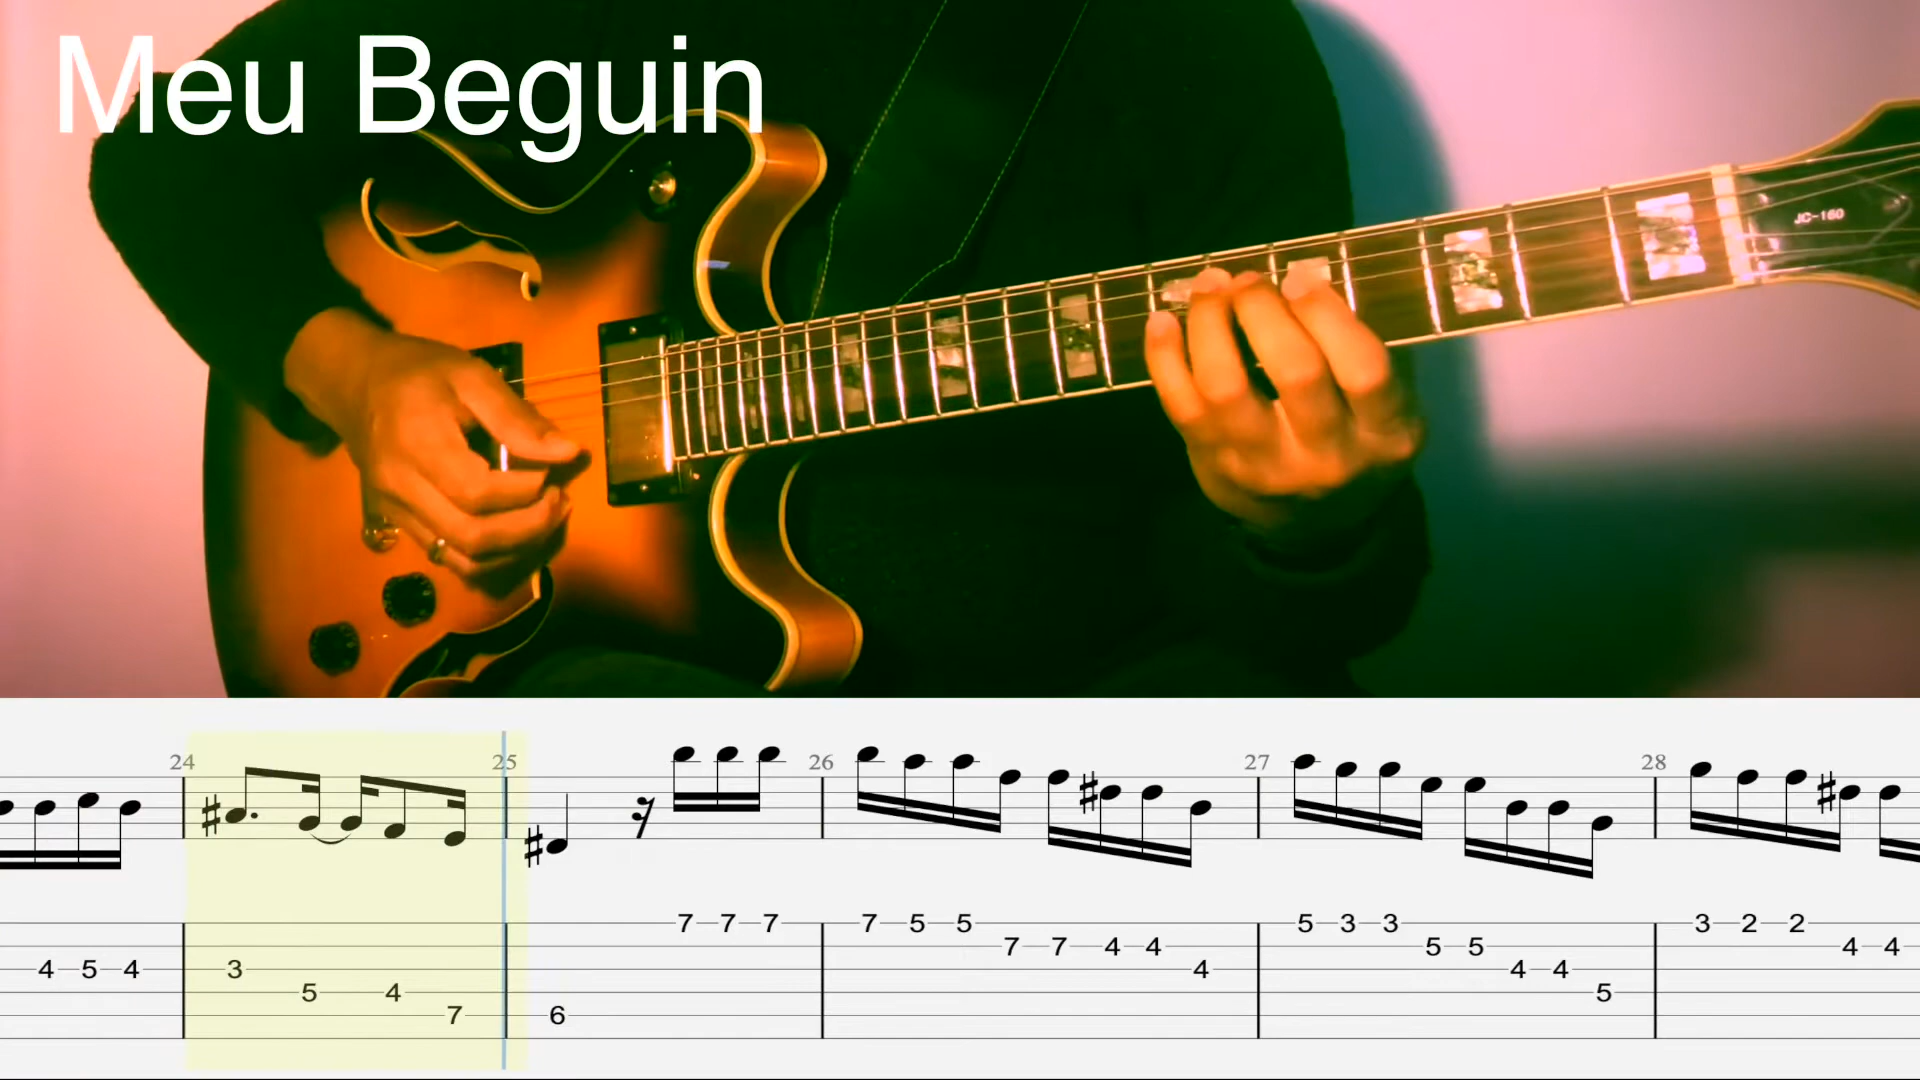 Meu Beguin
JC-160
24 25 26 27 28
7 7 7 7 5 5 5 3 3 3 2 2
7 7 4 4 5 5 4 4
4 5 4 3 4 4 4
5 4 5
7 6